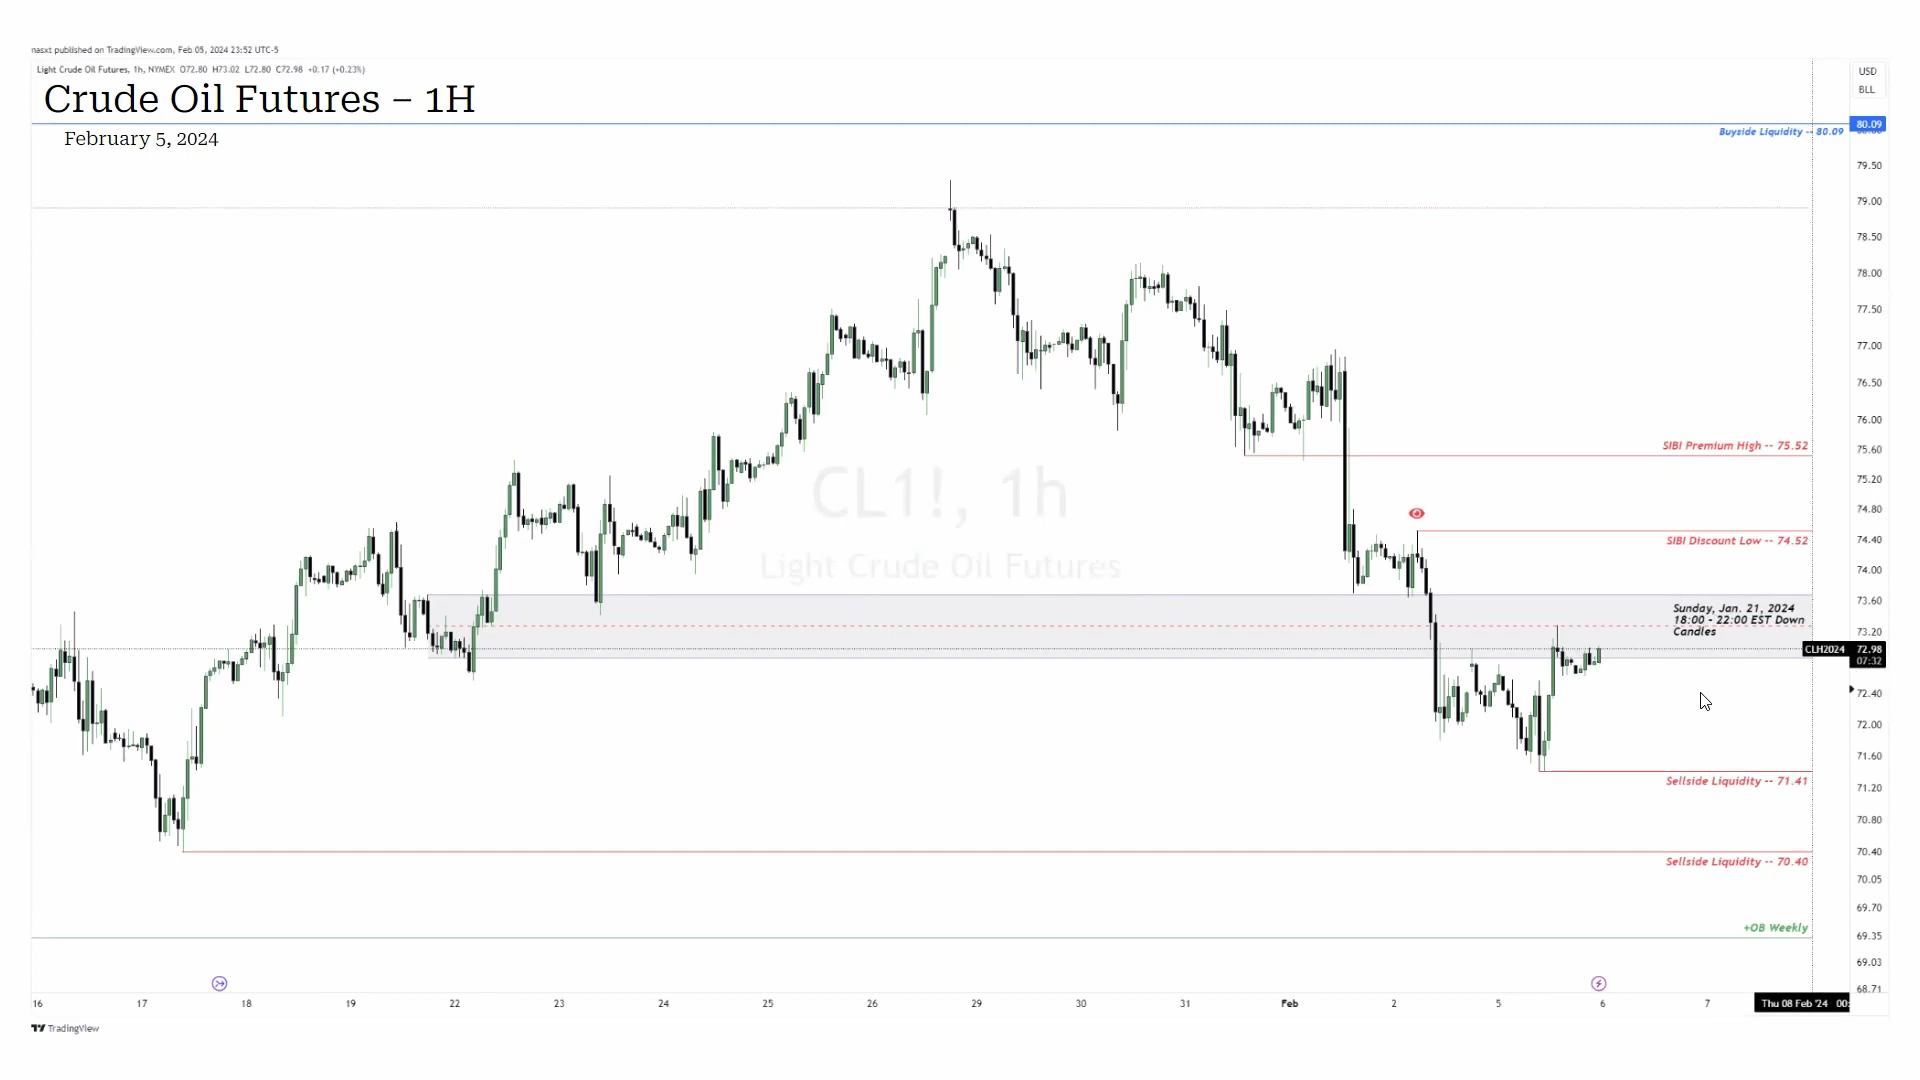 nasxt published on TradingView.com, Feb 05, 2024 23:52 UTC-5
Light Crude Oil Futures, 1h, NYMEX O72.80 H73.02 L72.80 C72.98 +0.17 (+0.23%)
USD
BLL
Crude Oil Futures – 1H
February 5, 2024
Buyside Liquidity -- 80.09
80.09
79.50
79.00
78.50
78.00
77.50
77.00
76.50
76.00
SIBI Premium High -- 75.52
75.60
75.20
CL1!, 1h
Light Crude Oil Futures
74.80
SIBI Discount Low -- 74.52
74.40
74.00
73.60
Sunday, Jan. 21, 2024
18:00 - 22:00 EST Down
Candles
73.20
CLH2024 72.98
07:32
72.40
72.00
71.60
Sellside Liquidity -- 71.41
71.20
70.80
70.40
Sellside Liquidity -- 70.40
70.05
69.70
+OB Weekly
69.35
69.03
68.71
16 17 18 19 22 23 24 25 26 29 30 31 Feb 2 5 6 7 Thu 08 Feb '24
TradingView